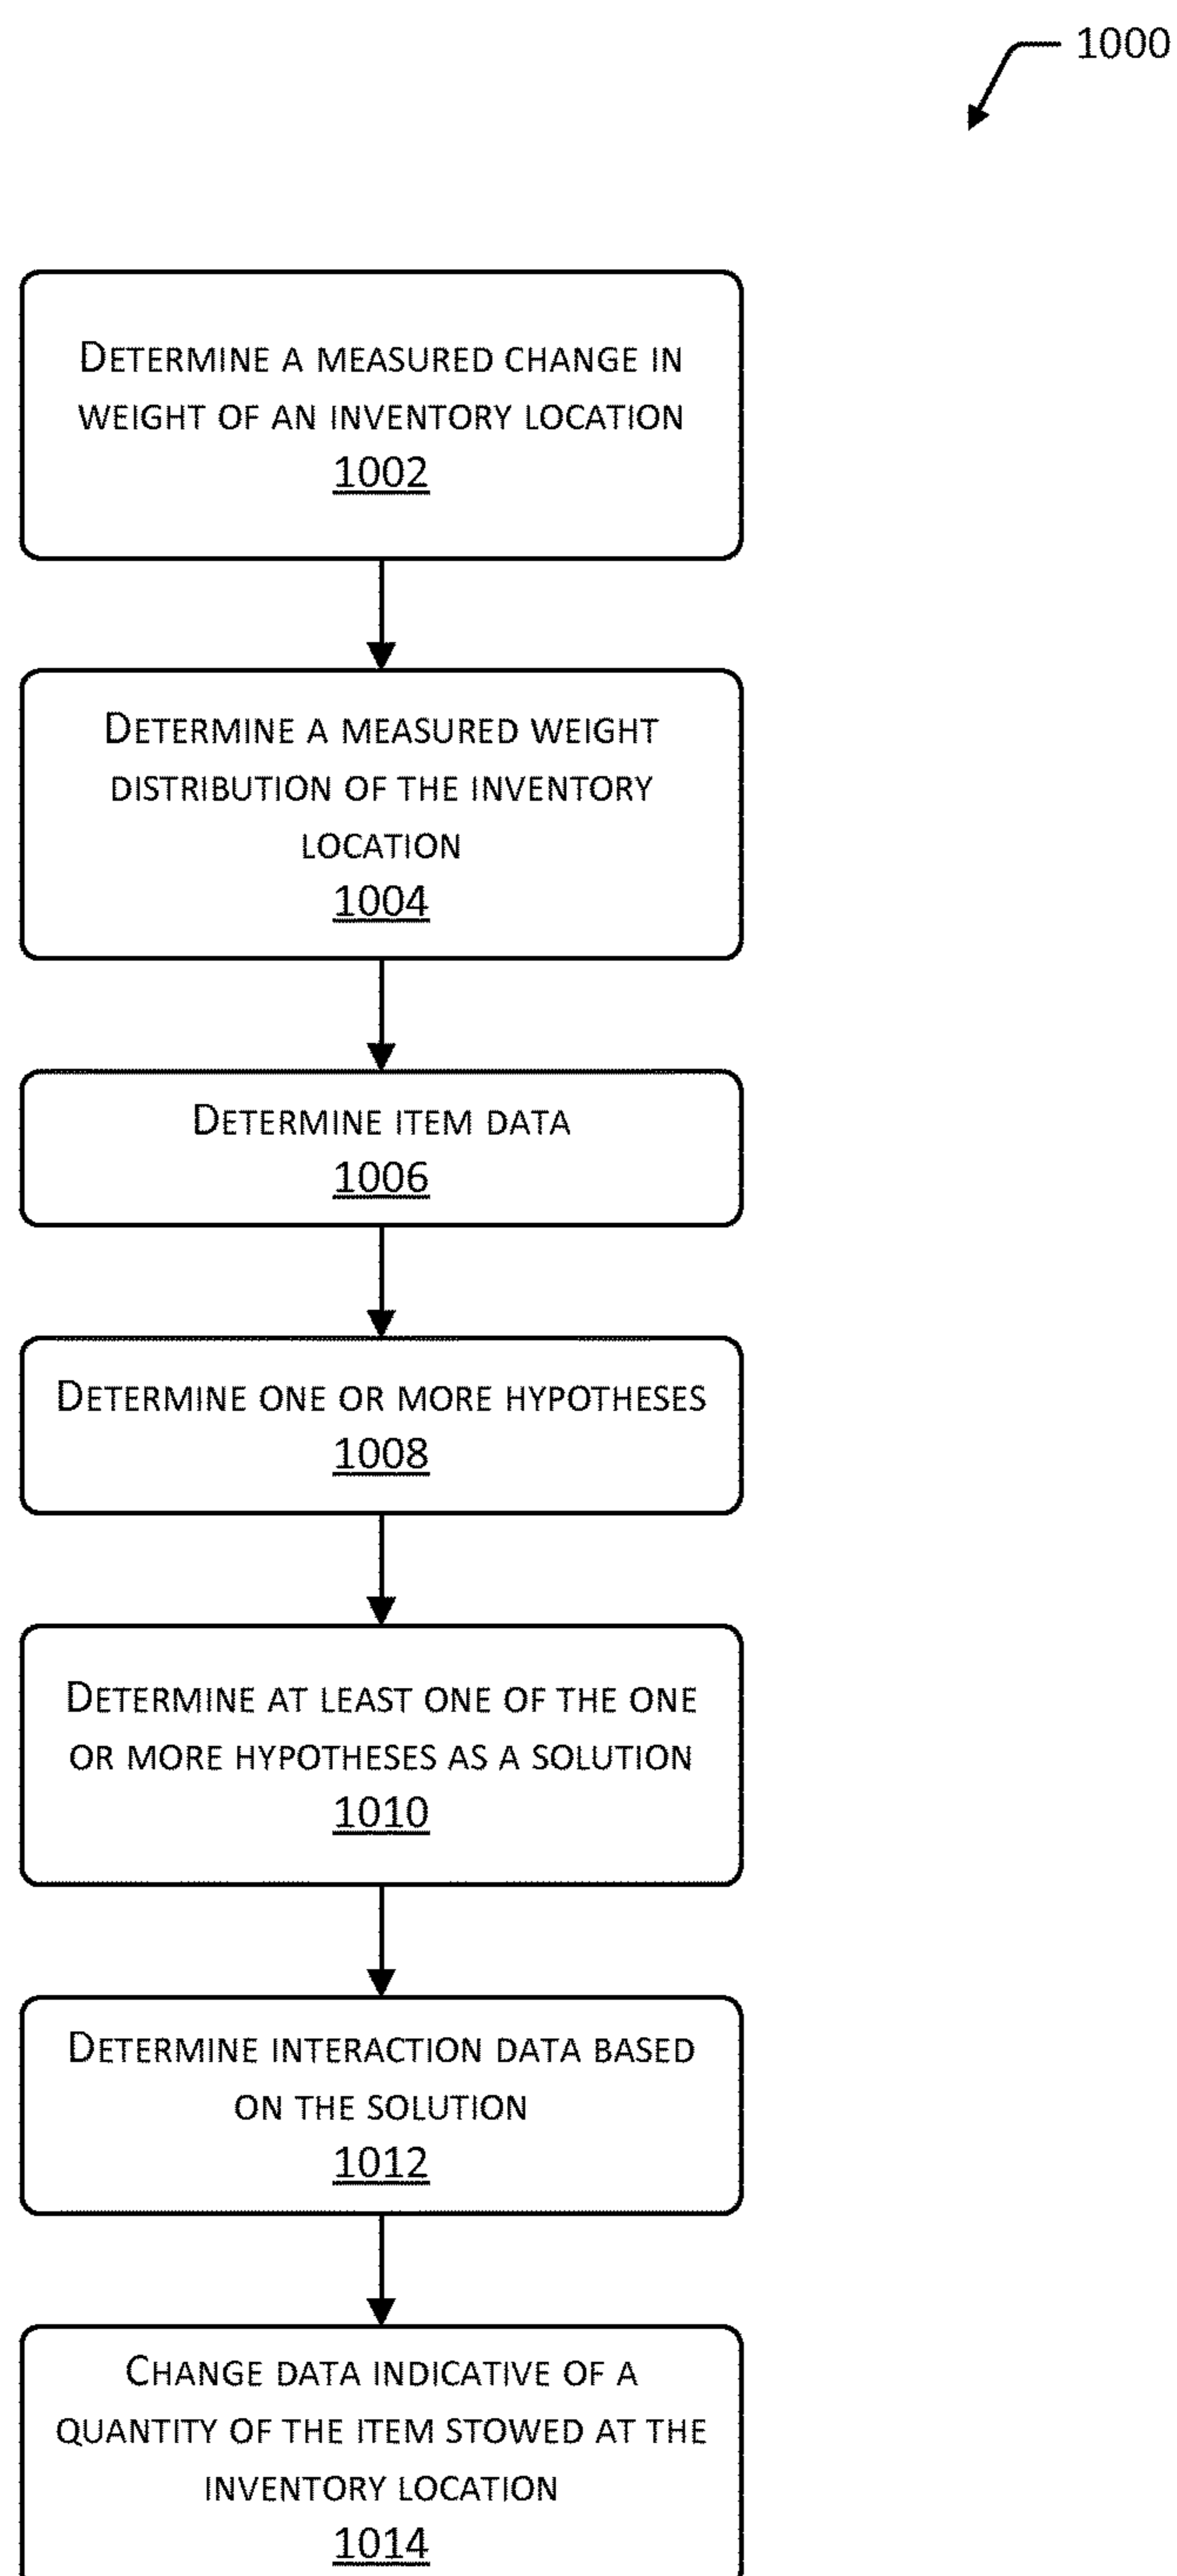 1000
DETERMINE A MEASURED CHANGE IN
WEIGHT OF AN INVENTORY LOCATION
1002
DETERMINE A MEASURED WEIGHT
DISTRIBUTION OF THE INVENTORY
LOCATION
1004
DETERMINE ITEM DATA
1006
DETERMINE ONE OR MORE HYPOTHESES
1008
DETERMINE AT LEAST ONE OF THE ONE
OR MORE HYPOTHESES AS A SOLUTION
1010
DETERMINE INTERACTION DATA BASED
ON THE SOLUTION
1012
CHANGE DATA INDICATIVE OF A
QUANTITY OF THE ITEM STOWED AT THE
INVENTORY LOCATION
1014